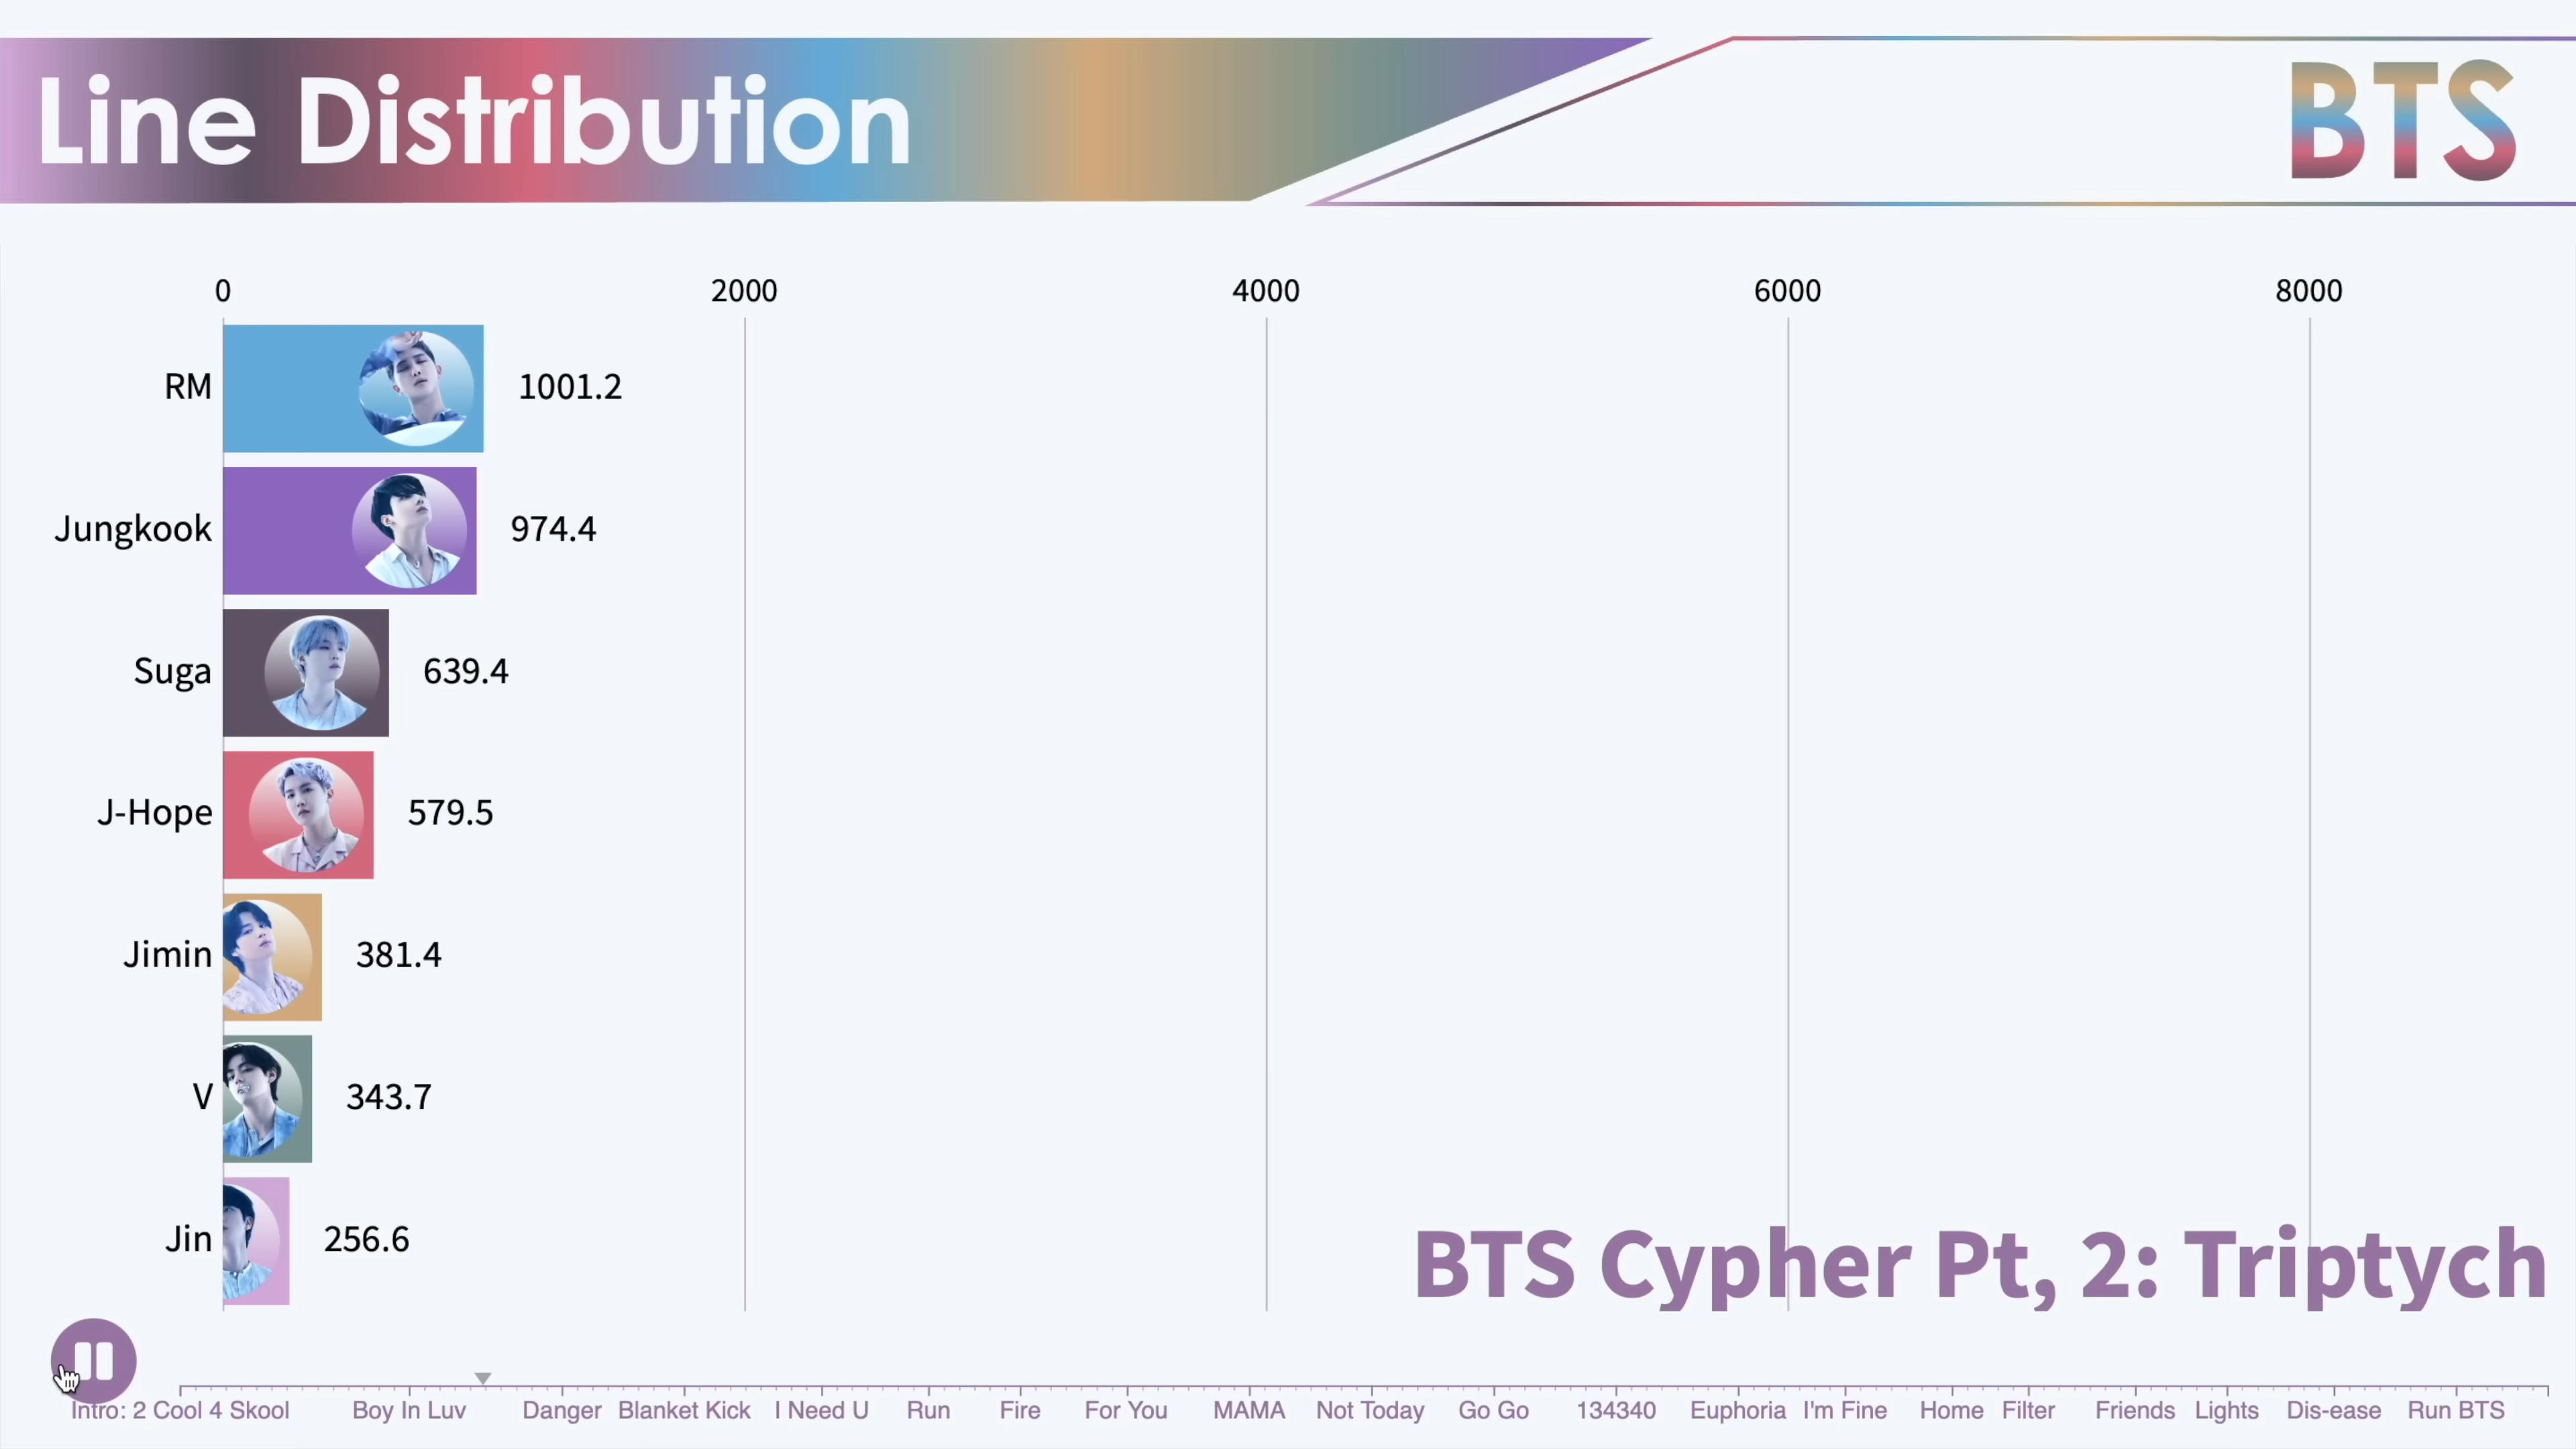 Line Distribution
BTS
0 2000 4000 6000 8000
RM 1001.2
Jungkook 974.4
Suga 639.4
J-Hope 579.5
Jimin 381.4
V 343.7
Jin 256.6
BTS Cypher Pt, 2: Triptych
Intro: 2 Cool 4 Skool Boy In Luv Danger Blanket Kick I Need U Run Fire For You MAMA Not Today Go Go 134340 Euphoria I'm Fine Home Filter Friends Lights Dis-ease Run BTS